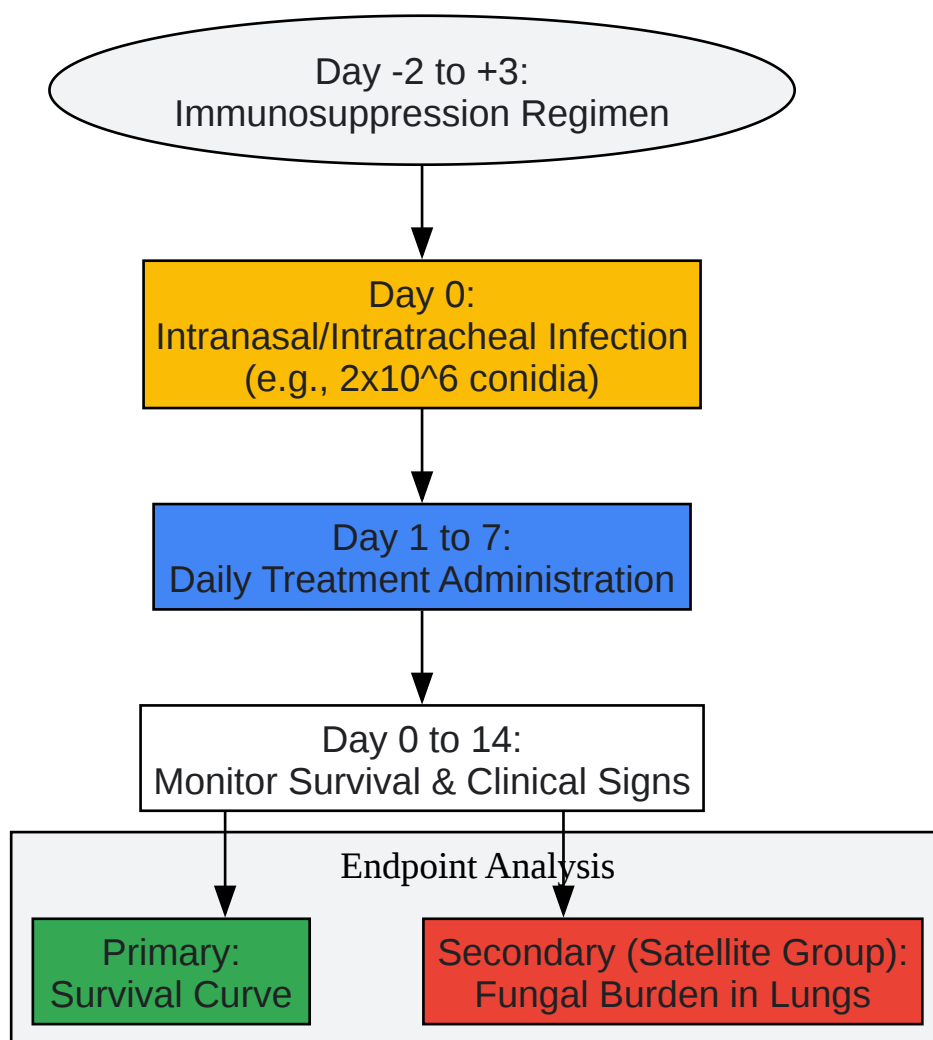 Day -2 to +3:
Immunosuppression Regimen
Day 0:
Intranasal/Intratracheal Infection
(e.g., 2x10^6 conidia)
Day 1 to 7:
Daily Treatment Administration
Day 0 to 14:
Monitor Survival & Clinical Signs
Endpoint Analysis
Primary:
Survival Curve
Secondary (Satellite Group):
Fungal Burden in Lungs